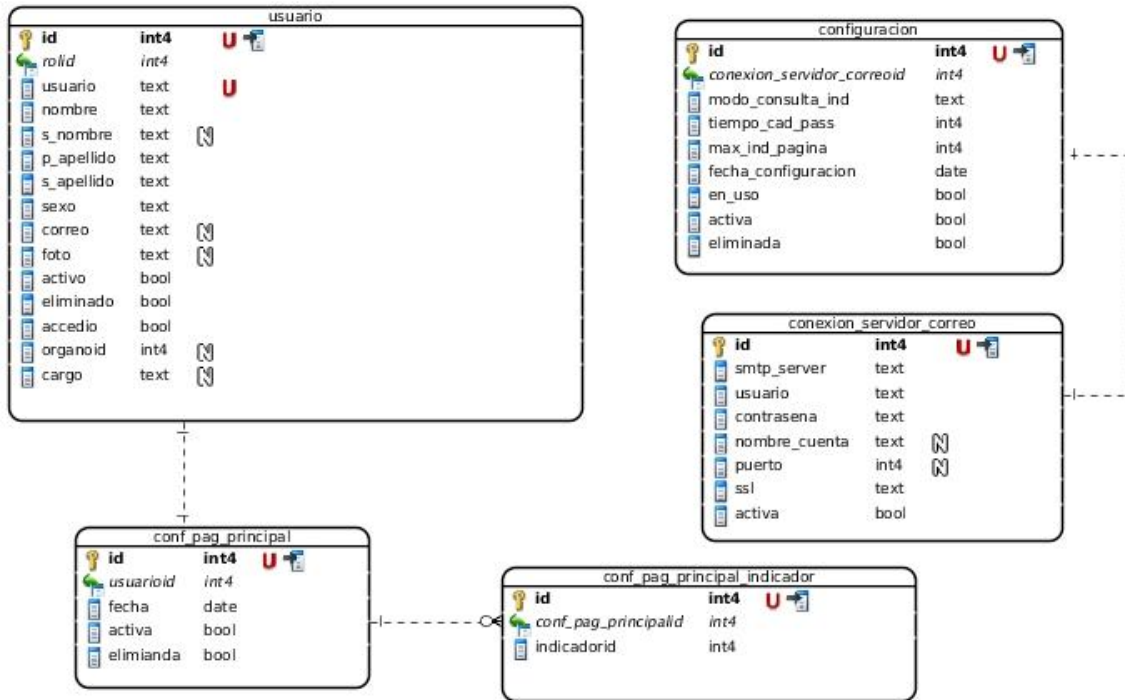 usuario
id int4 U
rolid int4
usuario text U
nombre text
s_nombre text N
p_apellido text
s_apellido text
sexo text
correo text N
foto text N
activo bool
eliminado bool
accedio bool
organoid int4 N
cargo text N
configuracion
id int4 U
conexion_servidor_correoid int4
modo_consulta_ind text
tiempo_cad_pass int4
max_ind_pagina int4
fecha_configuracion date
en_uso bool
activa bool
eliminada bool
conexion_servidor_correo
id int4 U
smtp_server text
usuario text
contrasena text
nombre_cuenta text N
puerto int4 N
ssl text
activa bool
conf_pag_principal
id int4 U
usuarioid int4
fecha date
activa bool
elimianda bool
conf_pag_principal_indicador
id int4 U
conf_pag_principalid int4
indicadorid int4